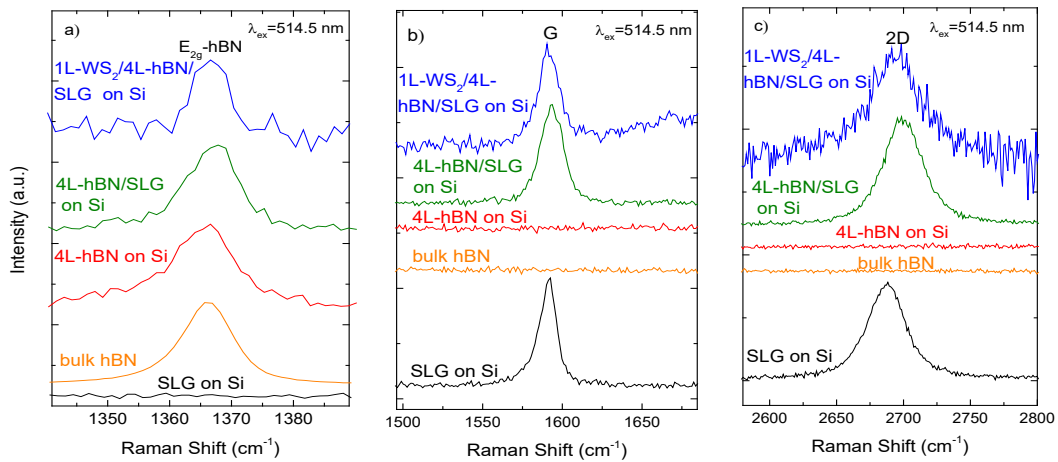 Intensity (a.u.)
a)
λex=514.5 nm
E2g-hBN
1L-WS2/4L-hBN/
SLG on Si
4L-hBN/SLG
on Si
4L-hBN on Si
bulk hBN
SLG on Si
1350 1360 1370 1380
Raman Shift (cm-1)
b)
G
λex=514.5 nm
1L-WS2/4L-
hBN/SLG on Si
4L-hBN/SLG
on Si
4L-hBN on Si
bulk hBN
SLG on Si
1500 1550 1600 1650
Raman Shift (cm-1)
c)
λex=514.5 nm
2D
1L-WS2/4L-
hBN/SLG on Si
4L-hBN/SLG
on Si
4L-hBN on Si
bulk hBN
SLG on Si
2600 2650 2700 2750 2800
Raman Shift (cm-1)